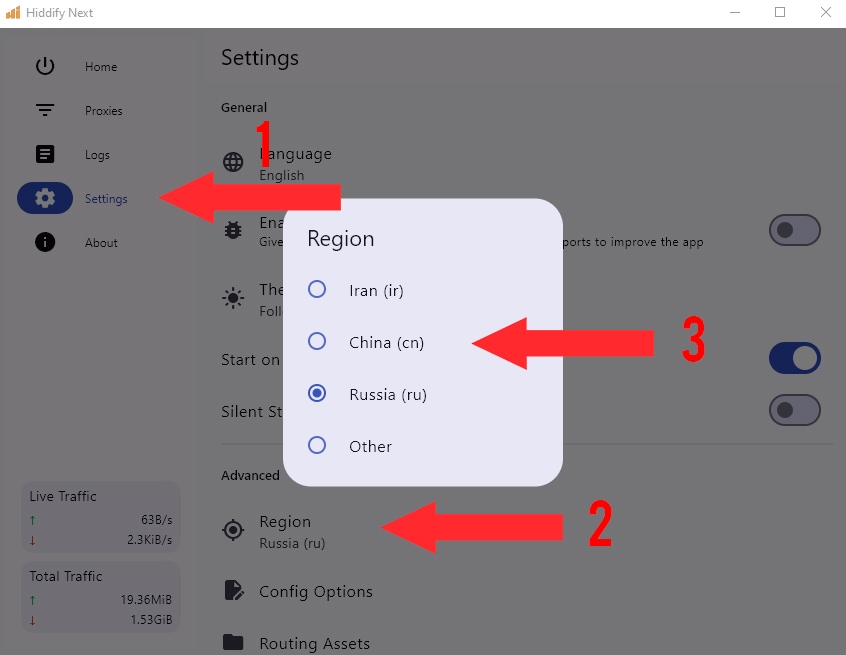 Hiddify Next
Home
Proxies
Logs
Settings
About
Live Traffic
↑ 63B/s
↓ 2.3KiB/s
Total Traffic
↑ 19.36MiB
↓ 1.53GiB
Settings
General
1
Language
English
Ena
Give
ports to improve the app
The
Foll
Start on
Silent St
Region
Iran (ir)
China (cn)
3
Russia (ru)
Other
Advanced
Region
Russia (ru)
2
Config Options
Routing Assets